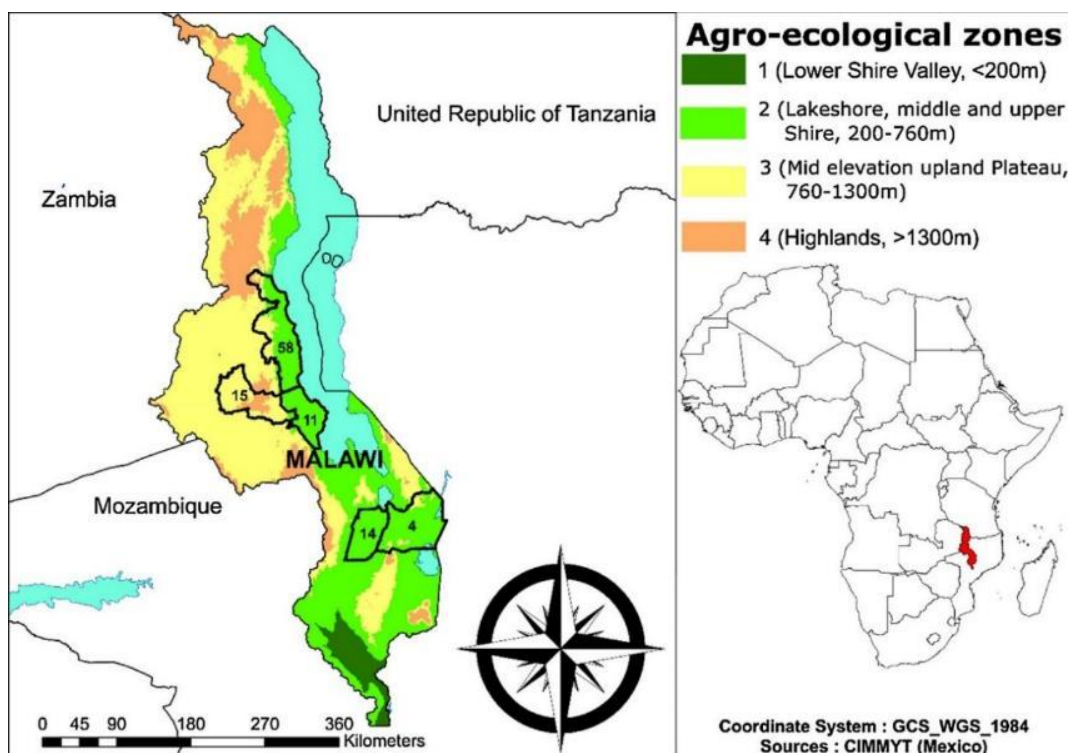 United Republic of Tanzania
Zambia
58
15
11
MALAWI
Mozambique
14
4
0 45 90 180 270 360
Kilometers
Agro-ecological zones
1 (Lower Shire Valley, <200m)
2 (Lakeshore, middle and upper
Shire, 200-760m)
3 (Mid elevation upland Plateau,
760-1300m)
4 (Highlands, >1300m)
Coordinate System : GCS_WGS_1984
Sources : CIMMYT (Mexico)